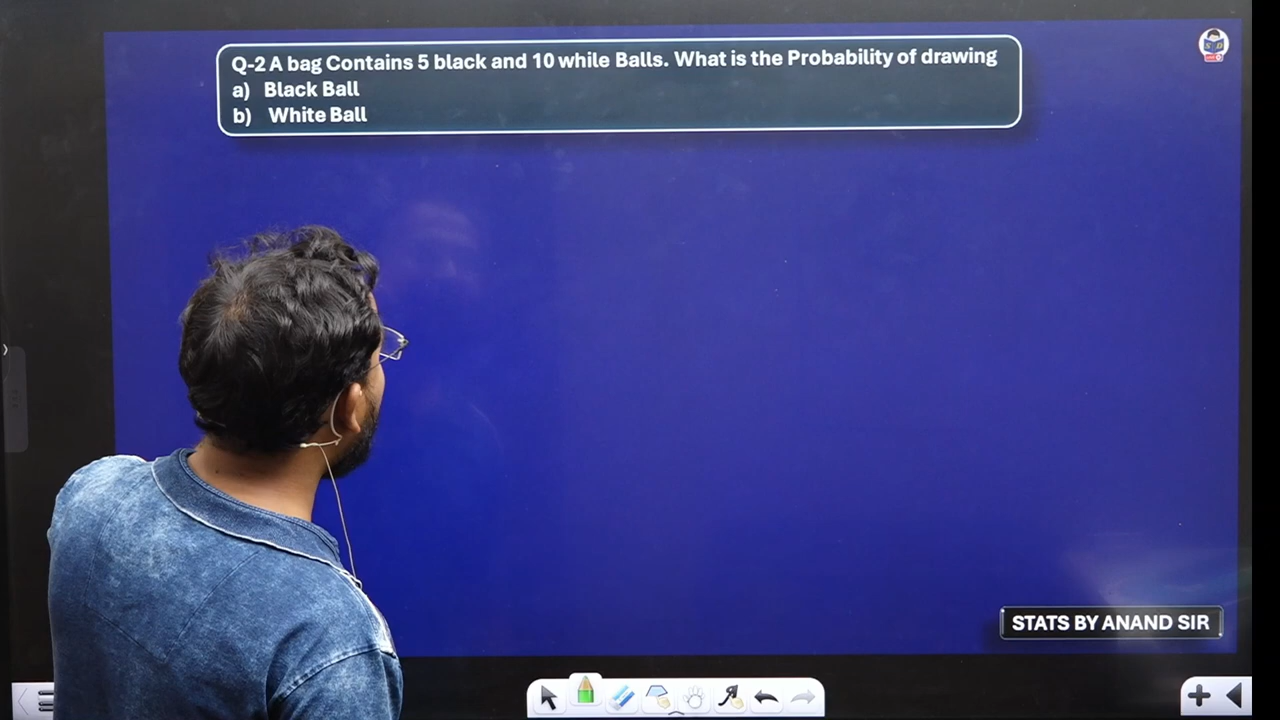 Q-2 A bag Contains 5 black and 10 while Balls. What is the Probability of drawing
a) Black Ball
b) White Ball
STATS BY ANAND SIR